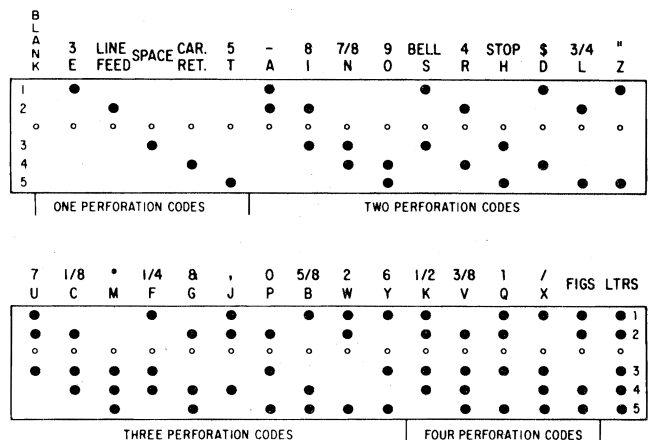 BLANK 3 LINE FEED SPACE CAR. RET. 5 - 8 7/8 9 BELL 4 STOP $ 3/4 "
E T A I N O S R H D L Z
1
2
3
4
5
ONE PERFORATION CODES TWO PERFORATION CODES
7 1/8 • 1/4 & , 0 5/8 2 6 1/2 3/8 1 / FIGS LTRS
U C M F G J P B W Y K V Q X
1
2
3
4
5
THREE PERFORATION CODES FOUR PERFORATION CODES